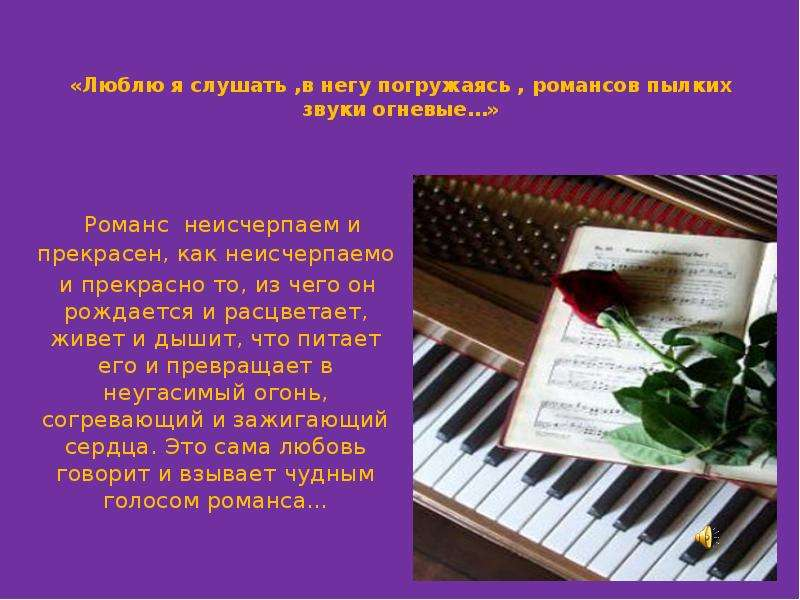 «Люблю я слушать ,в негу погружаясь , романсов пылких
звуки огневые…»
Романс неисчерпаем и
прекрасен, как неисчерпаемо
и прекрасно то, из чего он
рождается и расцветает,
живет и дышит, что питает
его и превращает в
неугасимый огонь,
согревающий и зажигающий
сердца. Это сама любовь
говорит и взывает чудным
голосом романса…